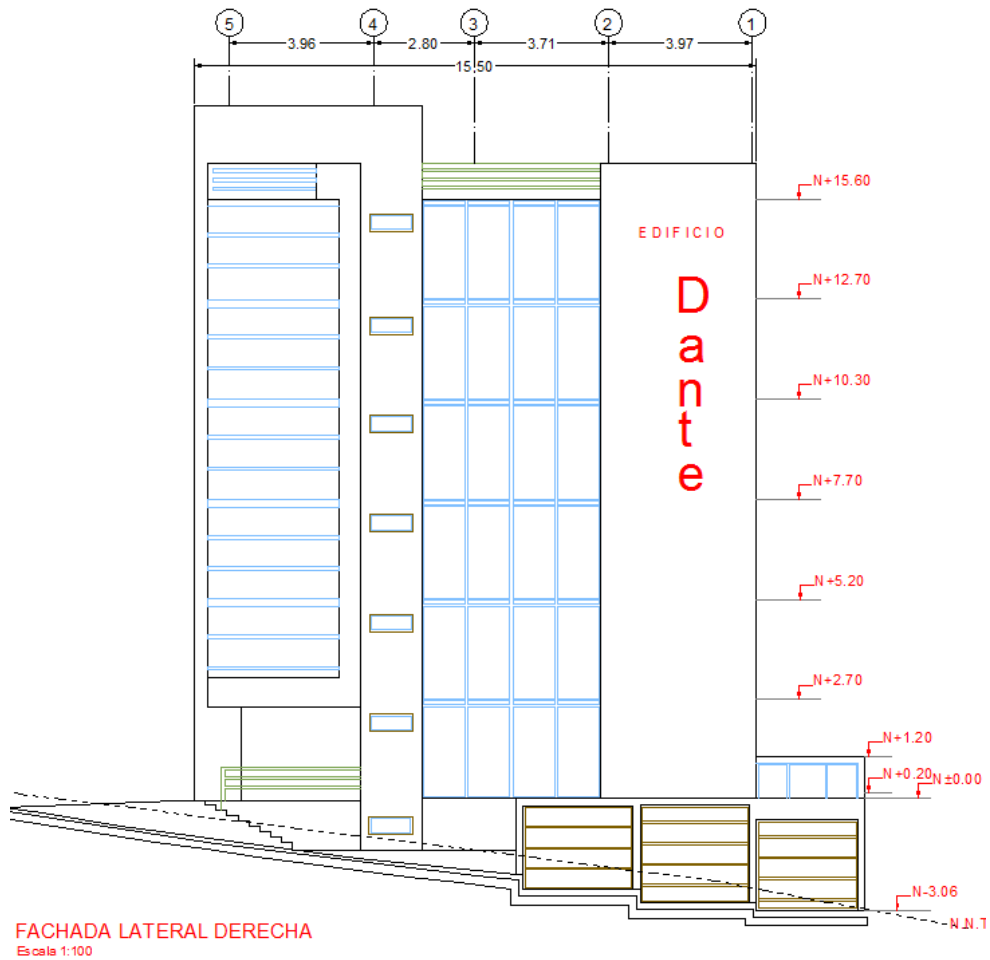 5 4 3 2 1
3.96 2.80 3.71 3.97
15.50
N+15.60
EDIFICIO
N+12.70
Dante
N+10.30
N+7.70
N+5.20
N+2.70
N+1.20
N+0.20
N±0.00
N-3.06
N.N.T
FACHADA LATERAL DERECHA
Escala 1:100